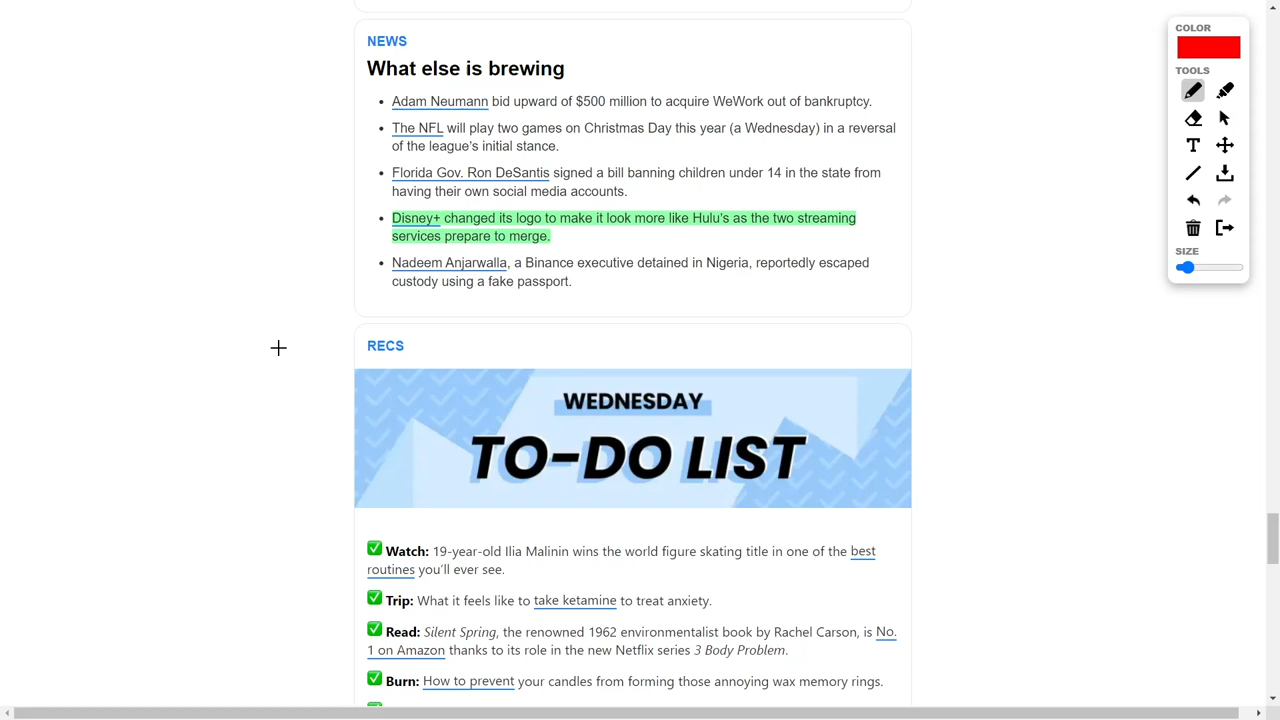 NEWS
What else is brewing
• Adam Neumann bid upward of $500 million to acquire WeWork out of bankruptcy.
• The NFL will play two games on Christmas Day this year (a Wednesday) in a reversal
of the league’s initial stance.
• Florida Gov. Ron DeSantis signed a bill banning children under 14 in the state from
having their own social media accounts.
• Disney+ changed its logo to make it look more like Hulu’s as the two streaming
services prepare to merge.
• Nadeem Anjarwalla, a Binance executive detained in Nigeria, reportedly escaped
custody using a fake passport.
RECS
WEDNESDAY
TO-DO LIST
✅ Watch: 19-year-old Ilia Malinin wins the world figure skating title in one of the best
routines you’ll ever see.
✅ Trip: What it feels like to take ketamine to treat anxiety.
✅ Read: Silent Spring, the renowned 1962 environmentalist book by Rachel Carson, is No.
1 on Amazon thanks to its role in the new Netflix series 3 Body Problem.
✅ Burn: How to prevent your candles from forming those annoying wax memory rings.
COLOR
TOOLS
T
SIZE